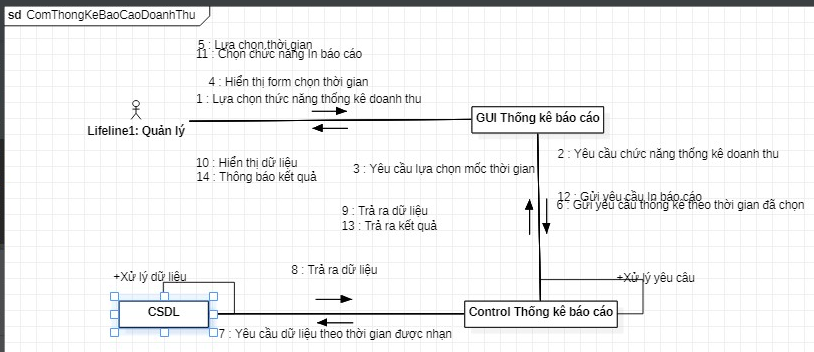 sd ComThongKeBaoCaoDoanhThu
5 : Lựa chọn thời gian
11 : Chọn chức năng In báo cáo
4 : Hiển thị form chọn thời gian
1 : Lựa chọn thức năng thống kê doanh thu
Lifeline1: Quản lý
GUI Thống kê báo cáo
10 : Hiển thị dữ liệu
14 : Thông báo kết quả
3 : Yêu cầu lựa chọn mốc thời gian
2 : Yêu cầu chức năng thống kê doanh thu
12 : Gửi yêu cầu In báo cáo
6 : Gửi yêu cầu thống kê theo thời gian đã chọn
9 : Trả ra dữ liệu
13 : Trả ra kết quả
8 : Trả ra dữ liệu
+Xử lý dữ liệu
+Xử lý yêu câu
CSDL
Control Thống kê báo cáo
7 : Yêu cầu dữ liệu theo thời gian được nhạn